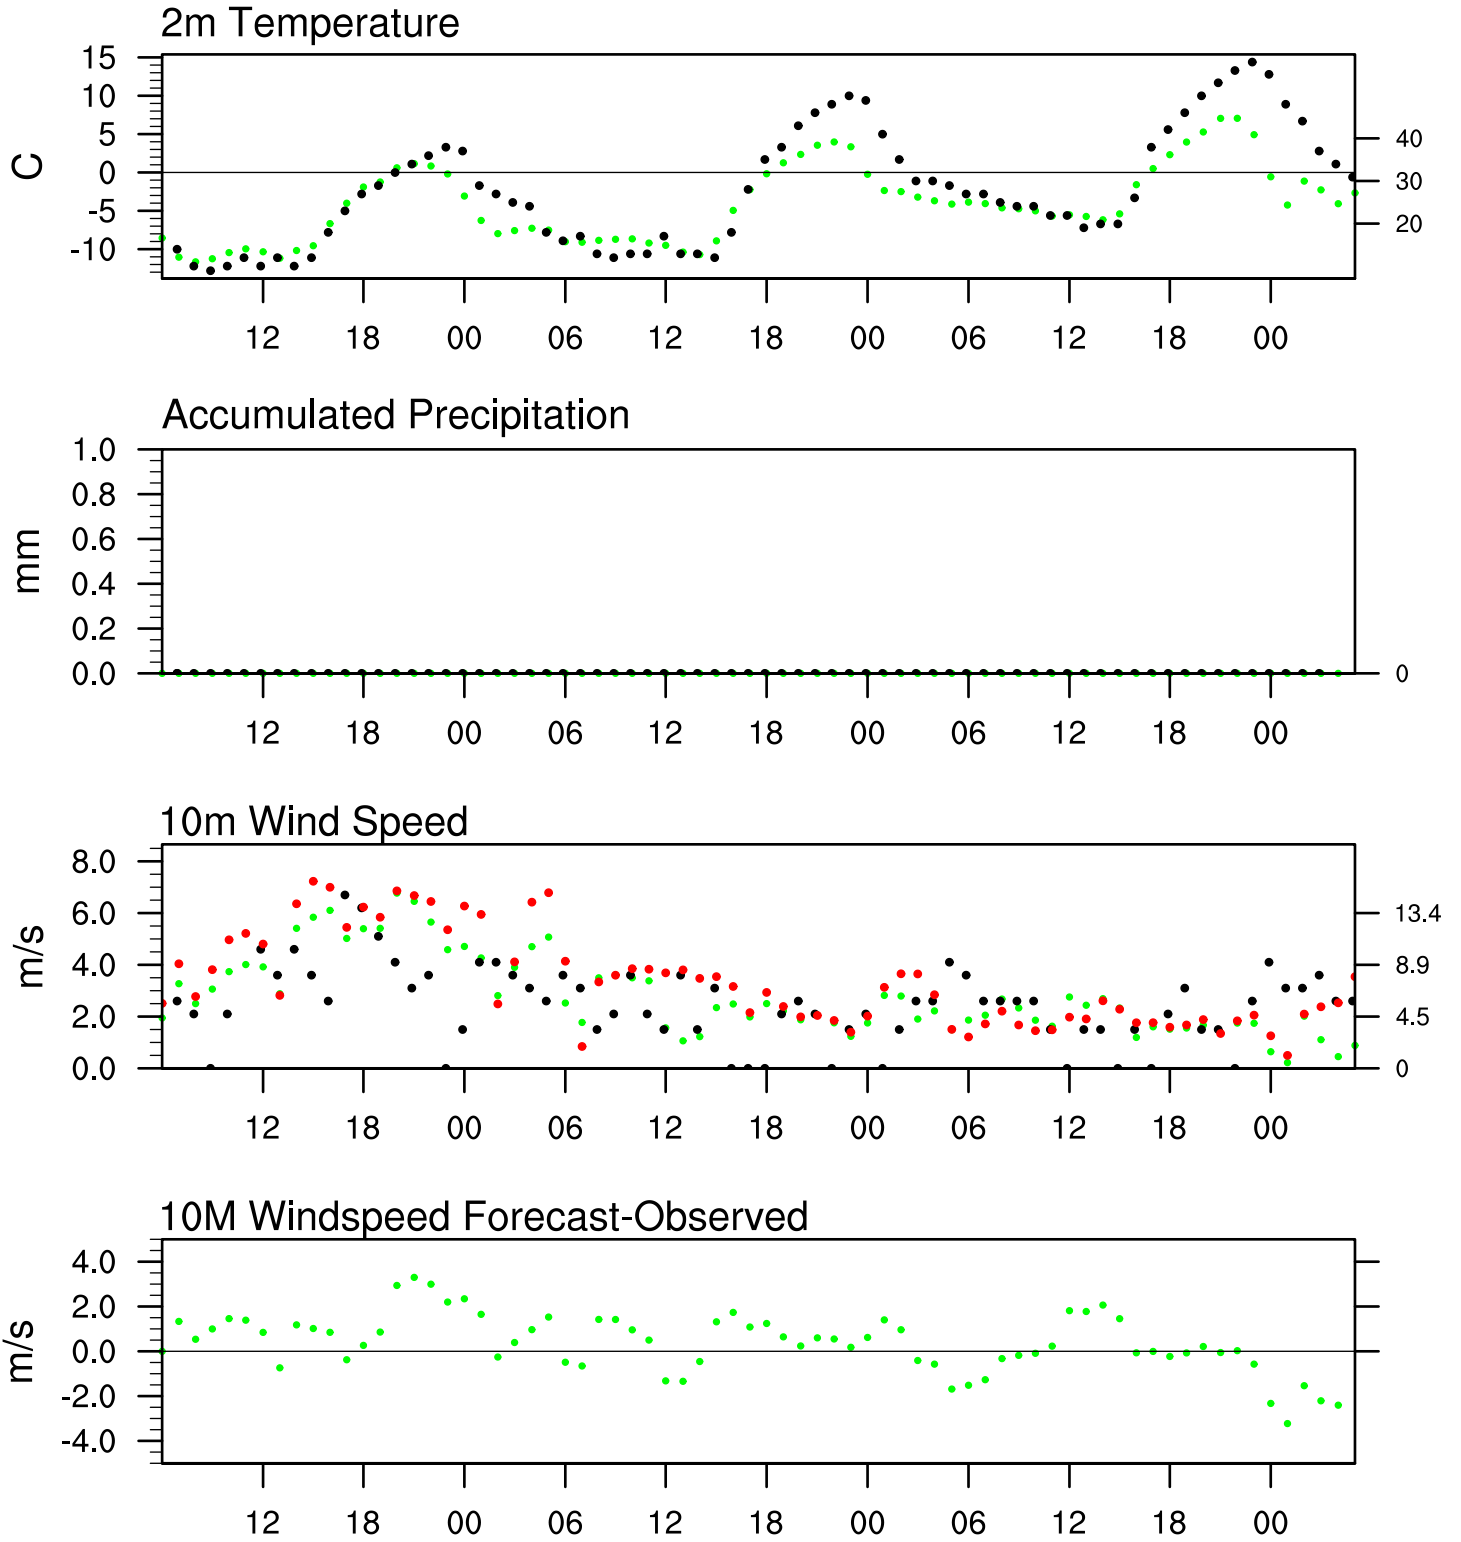 2m Temperature
15
10
5
0
-5
-10
C
40
30
20
12 18 00 06 12 18 00 06 12 18 00
Accumulated Precipitation
1.0
0.8
0.6
0.4
0.2
0.0
mm
0
12 18 00 06 12 18 00 06 12 18 00
10m Wind Speed
8.0
6.0
4.0
2.0
0.0
m/s
13.4
8.9
4.5
0
12 18 00 06 12 18 00 06 12 18 00
10M Windspeed Forecast-Observed
4.0
2.0
0.0
-2.0
-4.0
m/s
12 18 00 06 12 18 00 06 12 18 00